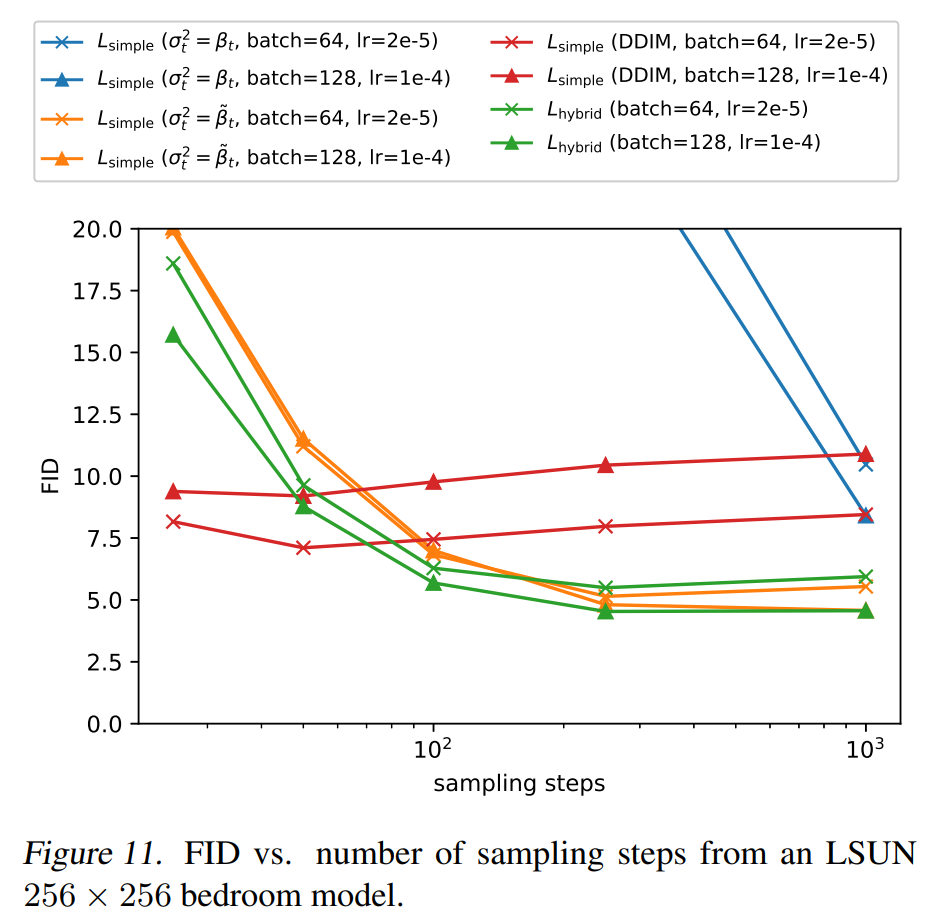 L_simple (σ_t^2 = β_t, batch=64, lr=2e-5)
L_simple (σ_t^2 = β_t, batch=128, lr=1e-4)
L_simple (σ_t^2 = β̃_t, batch=64, lr=2e-5)
L_simple (σ_t^2 = β̃_t, batch=128, lr=1e-4)
L_simple (DDIM, batch=64, lr=2e-5)
L_simple (DDIM, batch=128, lr=1e-4)
L_hybrid (batch=64, lr=2e-5)
L_hybrid (batch=128, lr=1e-4)
20.0
17.5
15.0
12.5
10.0
7.5
5.0
2.5
0.0
FID
10^2
10^3
sampling steps
Figure 11. FID vs. number of sampling steps from an LSUN
256 × 256 bedroom model.